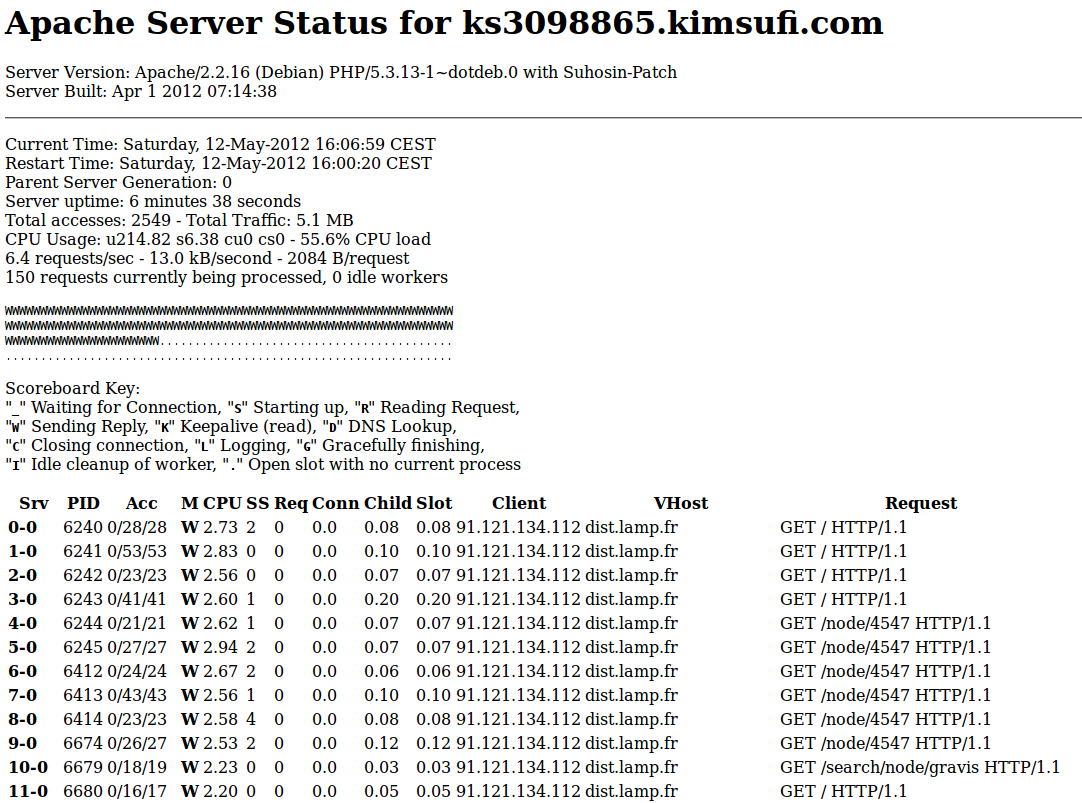 Apache Server Status for ks3098865.kimsufi.com
Server Version: Apache/2.2.16 (Debian) PHP/5.3.13-1~dotdeb.0 with Suhosin-Patch
Server Built: Apr 1 2012 07:14:38
Current Time: Saturday, 12-May-2012 16:06:59 CEST
Restart Time: Saturday, 12-May-2012 16:00:20 CEST
Parent Server Generation: 0
Server uptime: 6 minutes 38 seconds
Total accesses: 2549 - Total Traffic: 5.1 MB
CPU Usage: u214.82 s6.38 cu0 cs0 - 55.6% CPU load
6.4 requests/sec - 13.0 kB/second - 2084 B/request
150 requests currently being processed, 0 idle workers
WWWWWWWWWWWWWWWWWWWWWWWWWWWWWWWWWWWWWWWWWWWWWWWWWWWWWWWWWWWWWWWW
WWWWWWWWWWWWWWWWWWWWWWWWWWWWWWWWWWWWWWWWWWWWWWWWWWWWWWWWWWWWWWWW
WWWWWWWWWWWWWWWWWWWWWW..........................................
................................................................
Scoreboard Key:
"_" Waiting for Connection, "S" Starting up, "R" Reading Request,
"W" Sending Reply, "K" Keepalive (read), "D" DNS Lookup,
"C" Closing connection, "L" Logging, "G" Gracefully finishing,
"I" Idle cleanup of worker, "." Open slot with no current process
Srv PID Acc M CPU SS Req Conn Child Slot Client VHost Request
0-0 6240 0/28/28 W 2.73 2 0 0.0 0.08 0.08 91.121.134.112 dist.lamp.fr GET / HTTP/1.1
1-0 6241 0/53/53 W 2.83 0 0 0.0 0.10 0.10 91.121.134.112 dist.lamp.fr GET / HTTP/1.1
2-0 6242 0/23/23 W 2.56 0 0 0.0 0.07 0.07 91.121.134.112 dist.lamp.fr GET / HTTP/1.1
3-0 6243 0/41/41 W 2.60 1 0 0.0 0.20 0.20 91.121.134.112 dist.lamp.fr GET / HTTP/1.1
4-0 6244 0/21/21 W 2.62 1 0 0.0 0.07 0.07 91.121.134.112 dist.lamp.fr GET /node/4547 HTTP/1.1
5-0 6245 0/27/27 W 2.94 2 0 0.0 0.07 0.07 91.121.134.112 dist.lamp.fr GET /node/4547 HTTP/1.1
6-0 6412 0/24/24 W 2.67 2 0 0.0 0.06 0.06 91.121.134.112 dist.lamp.fr GET /node/4547 HTTP/1.1
7-0 6413 0/43/43 W 2.56 1 0 0.0 0.10 0.10 91.121.134.112 dist.lamp.fr GET /node/4547 HTTP/1.1
8-0 6414 0/23/23 W 2.58 4 0 0.0 0.08 0.08 91.121.134.112 dist.lamp.fr GET /node/4547 HTTP/1.1
9-0 6674 0/26/27 W 2.53 2 0 0.0 0.12 0.12 91.121.134.112 dist.lamp.fr GET /node/4547 HTTP/1.1
10-0 6679 0/18/19 W 2.23 0 0 0.0 0.03 0.03 91.121.134.112 dist.lamp.fr GET /search/node/gravis HTTP/1.1
11-0 6680 0/16/17 W 2.20 0 0 0.0 0.05 0.05 91.121.134.112 dist.lamp.fr GET / HTTP/1.1